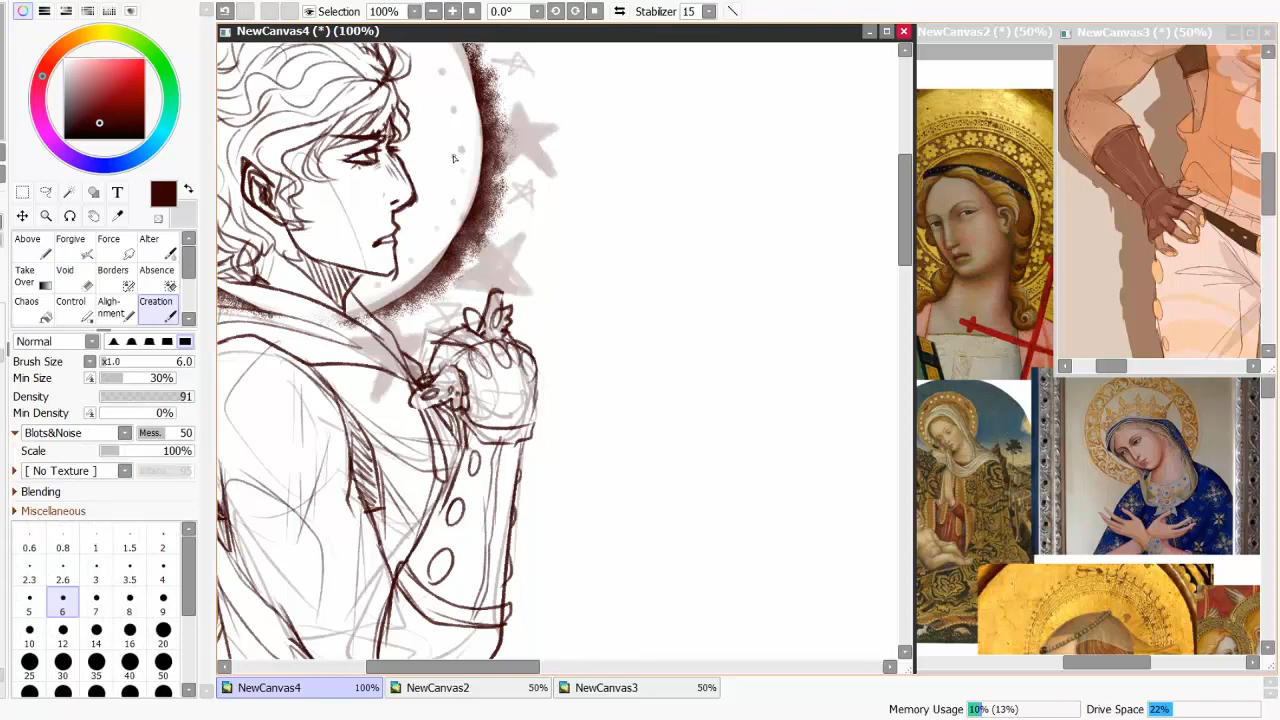 Selection 100% 0.0° Stabilizer 15
NewCanvas4 (*) (100%)
NewCanvas2 (*) (50%)
NewCanvas3 (*) (50%)
T
Above Forgive Force Alter
Take Over Void Borders Absence
Chaos Control Align-ment Creation
Normal
Brush Size x1.0 6.0
Min Size 30%
Density 91
Min Density 0%
Blots&Noise Mess. 50
Scale 100%
[ No Texture ] 95
Blending
Miscellaneous
0.6 0.8 1 1.5 2
2.3 2.6 3 3.5 4
5 6 7 8 9
10 12 14 16 20
25 30 35 40 50
NewCanvas4 100%
NewCanvas2 50%
NewCanvas3 50%
Memory Usage 10% (13%) Drive Space 22%